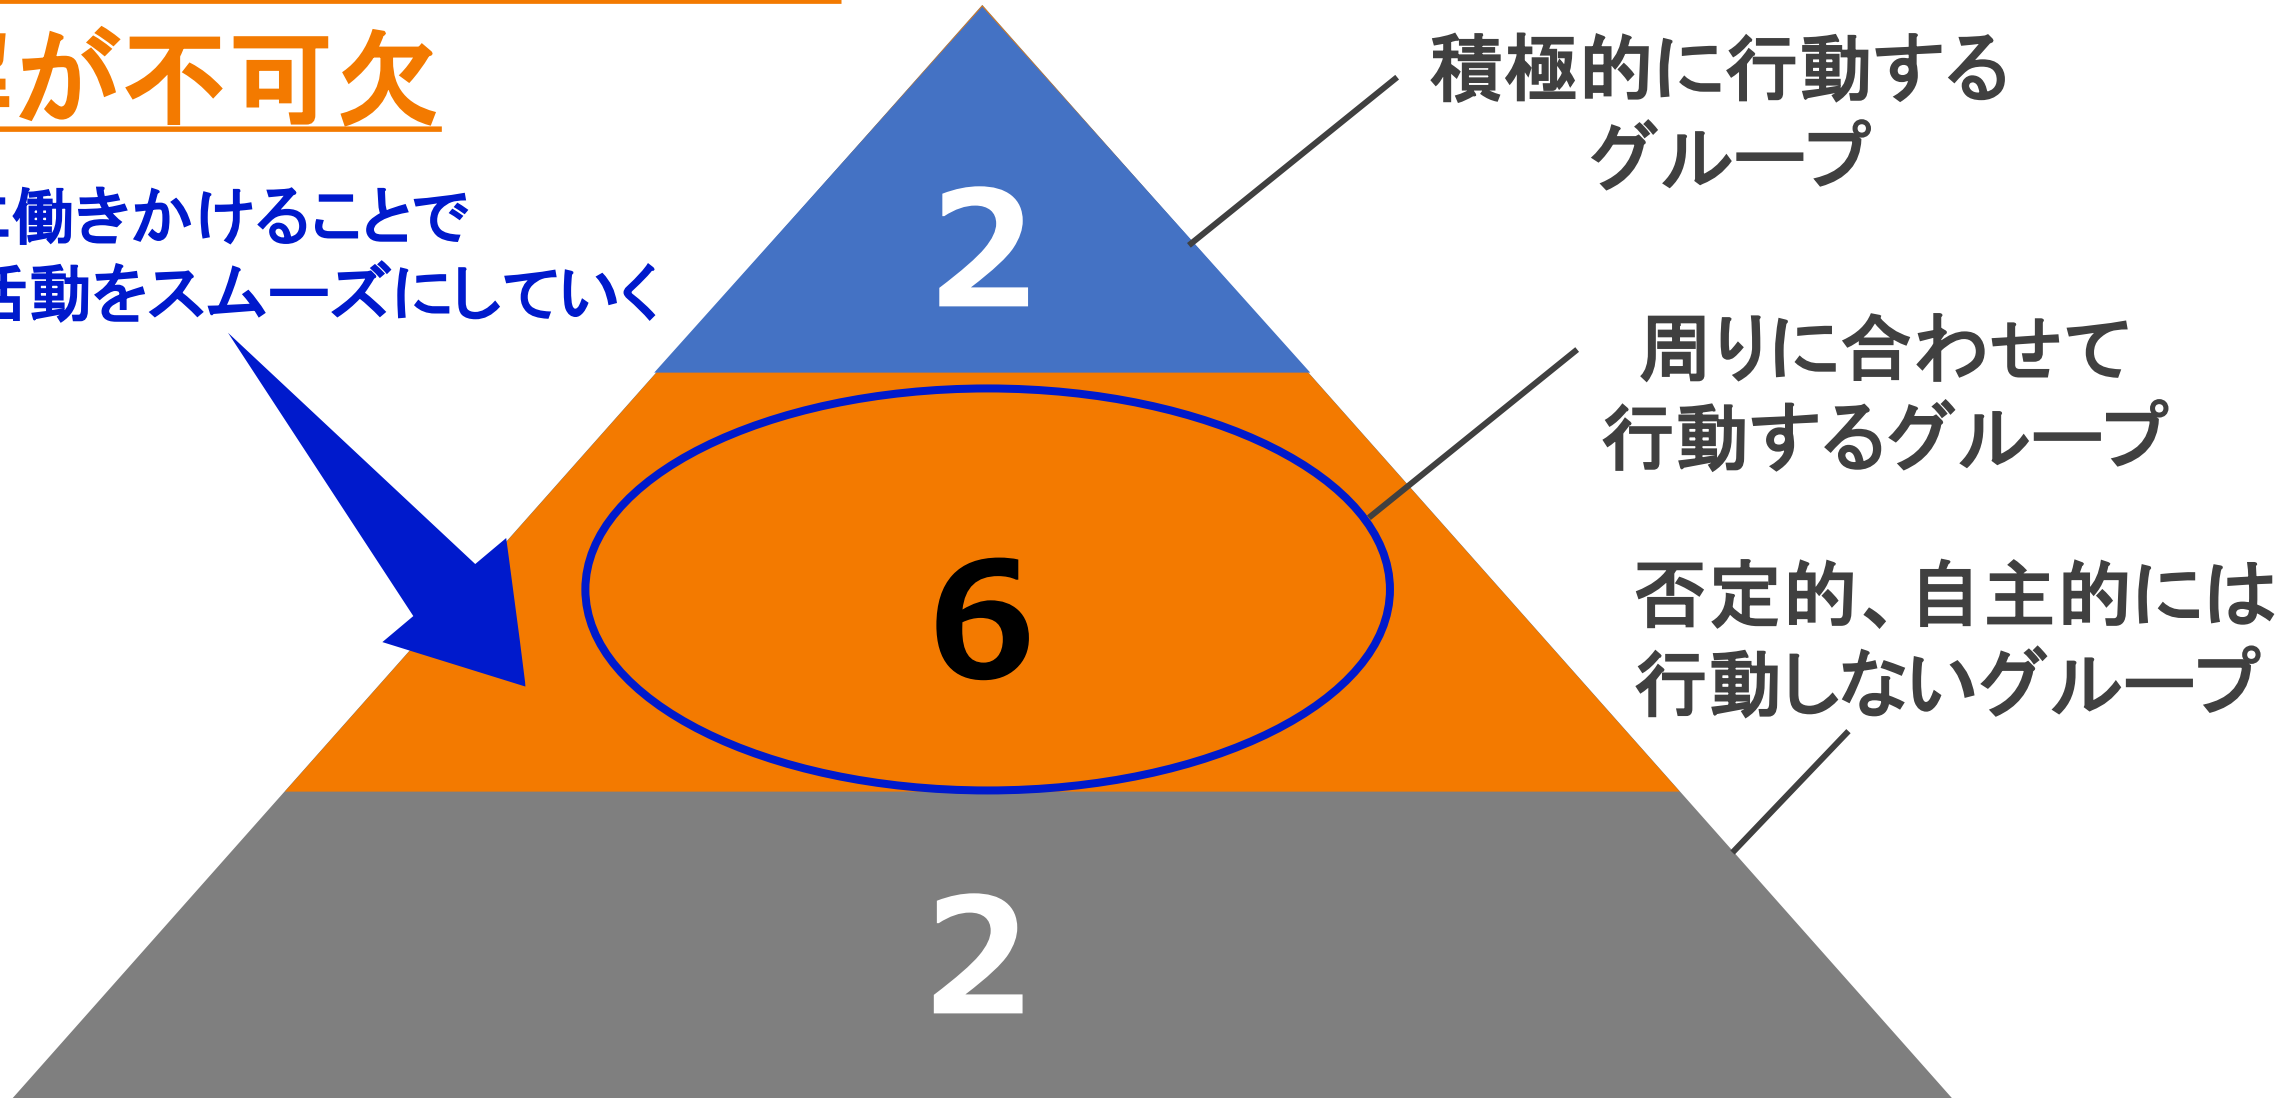 が不可欠
働きかけることで
動をスムーズにしていく
積極的に行動する
グループ
2
周りに合わせて
行動するグループ
6
否定的、自主的には
行動しないグループ
2